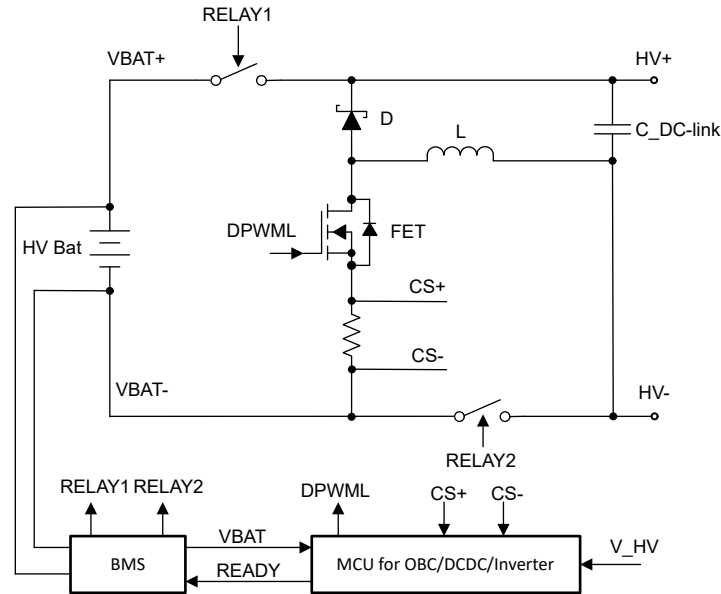 RELAY1
VBAT+
HV+
D
L
C_DC-link
HV Bat
DPWML
FET
CS+
CS-
VBAT-
HV-
RELAY2
RELAY1 RELAY2
DPWML
CS+ CS-
VBAT
V_HV
BMS
MCU for OBC/DCDC/Inverter
READY